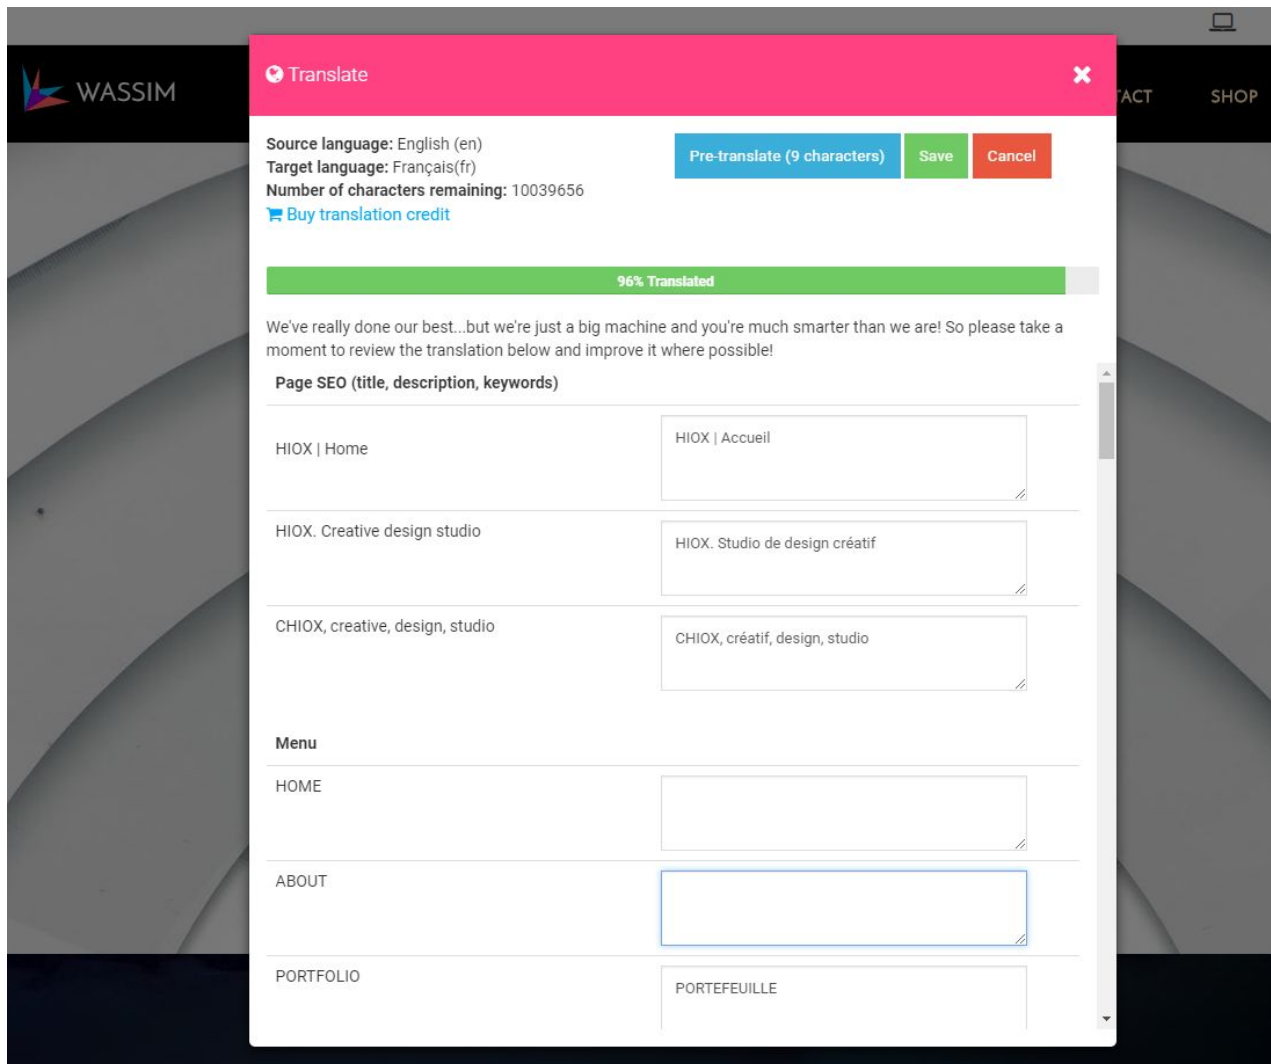 WASSIM
TACT
SHOP
Translate
Source language: English (en)
Target language: Français(fr)
Number of characters remaining: 10039656
Buy translation credit
Pre-translate (9 characters)
Save
Cancel
96% Translated
We've really done our best...but we're just a big machine and you're much smarter than we are! So please take a
moment to review the translation below and improve it where possible!
Page SEO (title, description, keywords)
HIOX | Home
HIOX | Accueil
HIOX. Creative design studio
HIOX. Studio de design créatif
CHIOX, creative, design, studio
CHIOX, créatif, design, studio
Menu
HOME
ABOUT
PORTFOLIO
PORTEFEUILLE